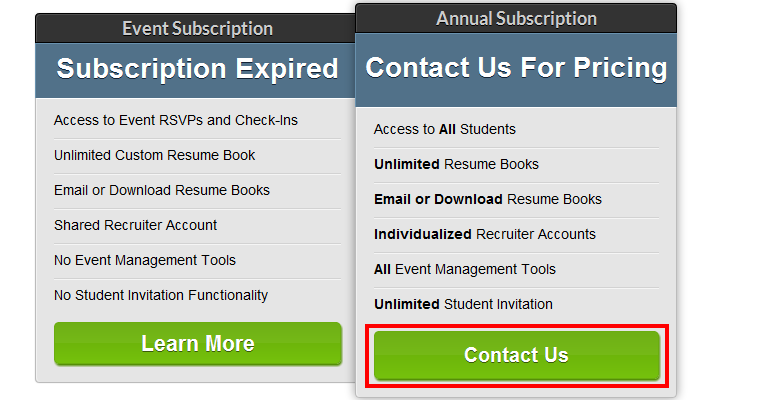 Event Subscription
Subscription Expired
Access to Event RSVPs and Check-Ins
Unlimited Custom Resume Book
Email or Download Resume Books
Shared Recruiter Account
No Event Management Tools
No Student Invitation Functionality
Learn More
Annual Subscription
Contact Us For Pricing
Access to All Students
Unlimited Resume Books
Email or Download Resume Books
Individualized Recruiter Accounts
All Event Management Tools
Unlimited Student Invitation
Contact Us